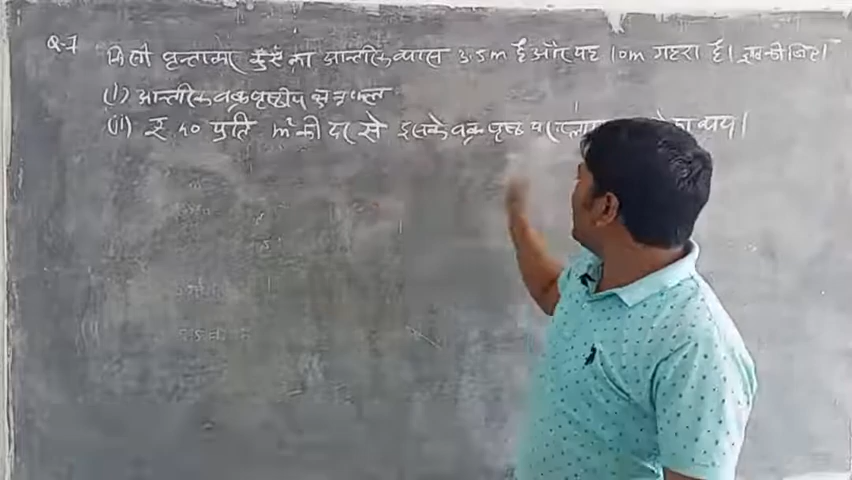 Q.7 किसी वृत्ताकार कुएँ का आन्तरिक व्यास 3.5m है और यह 10m गहरा है। ज्ञात कीजिए।
(i) आन्तरिक वक्र पृष्ठीय क्षेत्रफल
(ii) ₹ 40 प्रति m² की दर से इसके वक्र पृष्ठ पर व्यय।